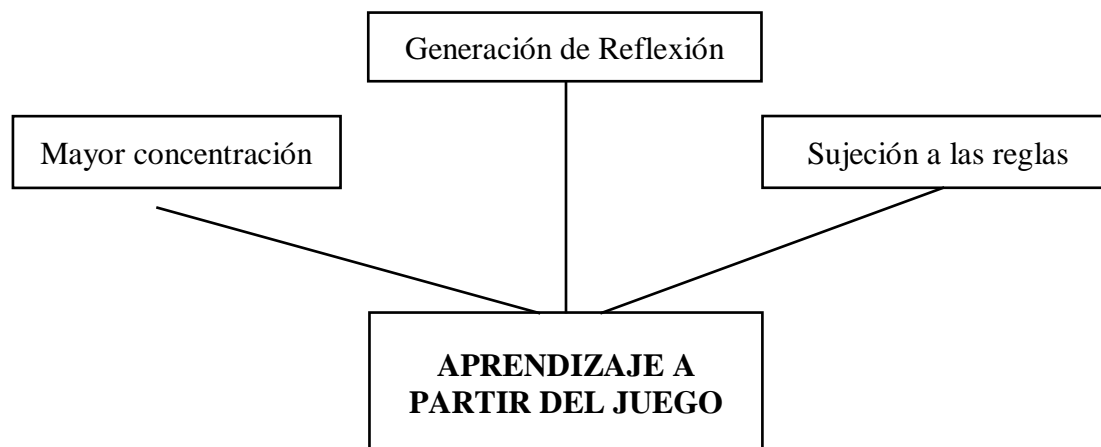 Generación de Reflexión
Mayor concentración
Sujeción a las reglas
APRENDIZAJE A
PARTIR DEL JUEGO